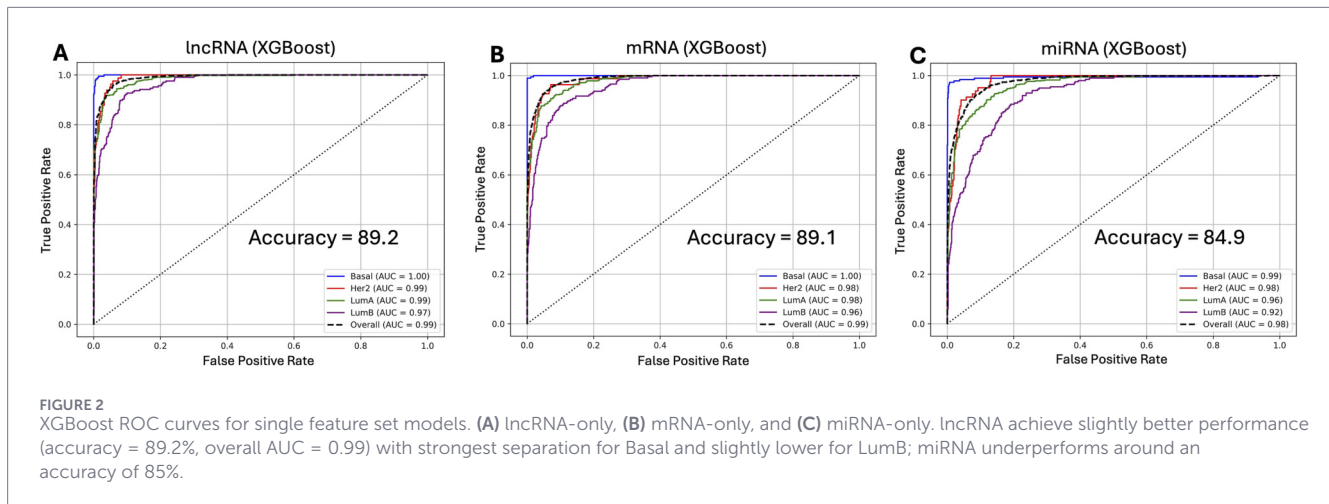 A
lncRNA (XGBoost)
1.0
0.8
0.6
0.4
0.2
0.0
True Positive Rate
Accuracy = 89.2
Basal (AUC = 1.00)
Her2 (AUC = 0.99)
LumA (AUC = 0.99)
LumB (AUC = 0.97)
Overall (AUC = 0.99)
0.0 0.2 0.4 0.6 0.8 1.0
False Positive Rate
B
mRNA (XGBoost)
1.0
0.8
0.6
0.4
0.2
0.0
True Positive Rate
Accuracy = 89.1
Basal (AUC = 1.00)
Her2 (AUC = 0.98)
LumA (AUC = 0.98)
LumB (AUC = 0.96)
Overall (AUC = 0.99)
0.0 0.2 0.4 0.6 0.8 1.0
False Positive Rate
C
miRNA (XGBoost)
1.0
0.8
0.6
0.4
0.2
0.0
True Positive Rate
Accuracy = 84.9
Basal (AUC = 0.99)
Her2 (AUC = 0.98)
LumA (AUC = 0.96)
LumB (AUC = 0.92)
Overall (AUC = 0.98)
0.0 0.2 0.4 0.6 0.8 1.0
False Positive Rate
FIGURE 2
XGBoost ROC curves for single feature set models. (A) lncRNA-only, (B) mRNA-only, and (C) miRNA-only. lncRNA achieve slightly better performance
(accuracy = 89.2%, overall AUC = 0.99) with strongest separation for Basal and slightly lower for LumB; miRNA underperforms around an
accuracy of 85%.